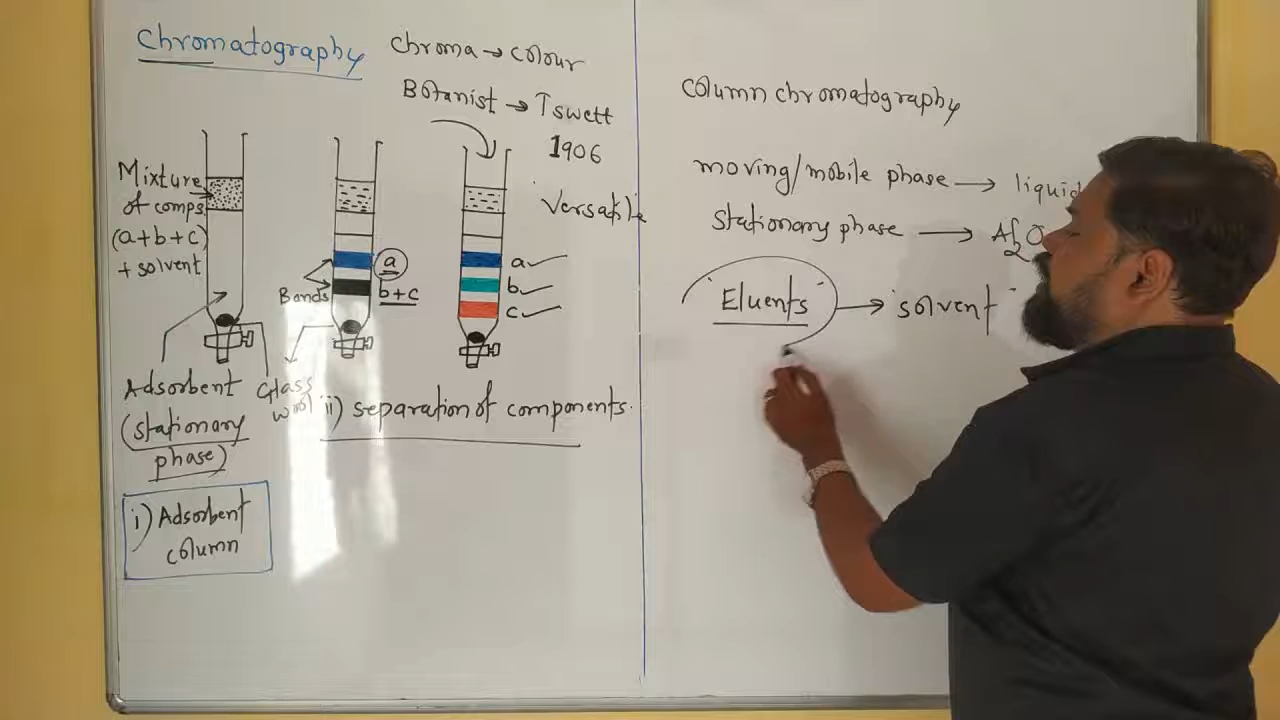 Chromatography
Chroma → colour
Botanist → Tswett
1906
Versatile
Mixture
of comps
(a+b+c)
+ solvent
Bands
a
b+c
a
b
c
Adsorbent
(stationary
phase)
Glass
wool
i) Adsorbent
column
ii) separation of components.
column chromatography
moving/mobile phase → liquid
stationary phase →
"Eluents" → "solvent"